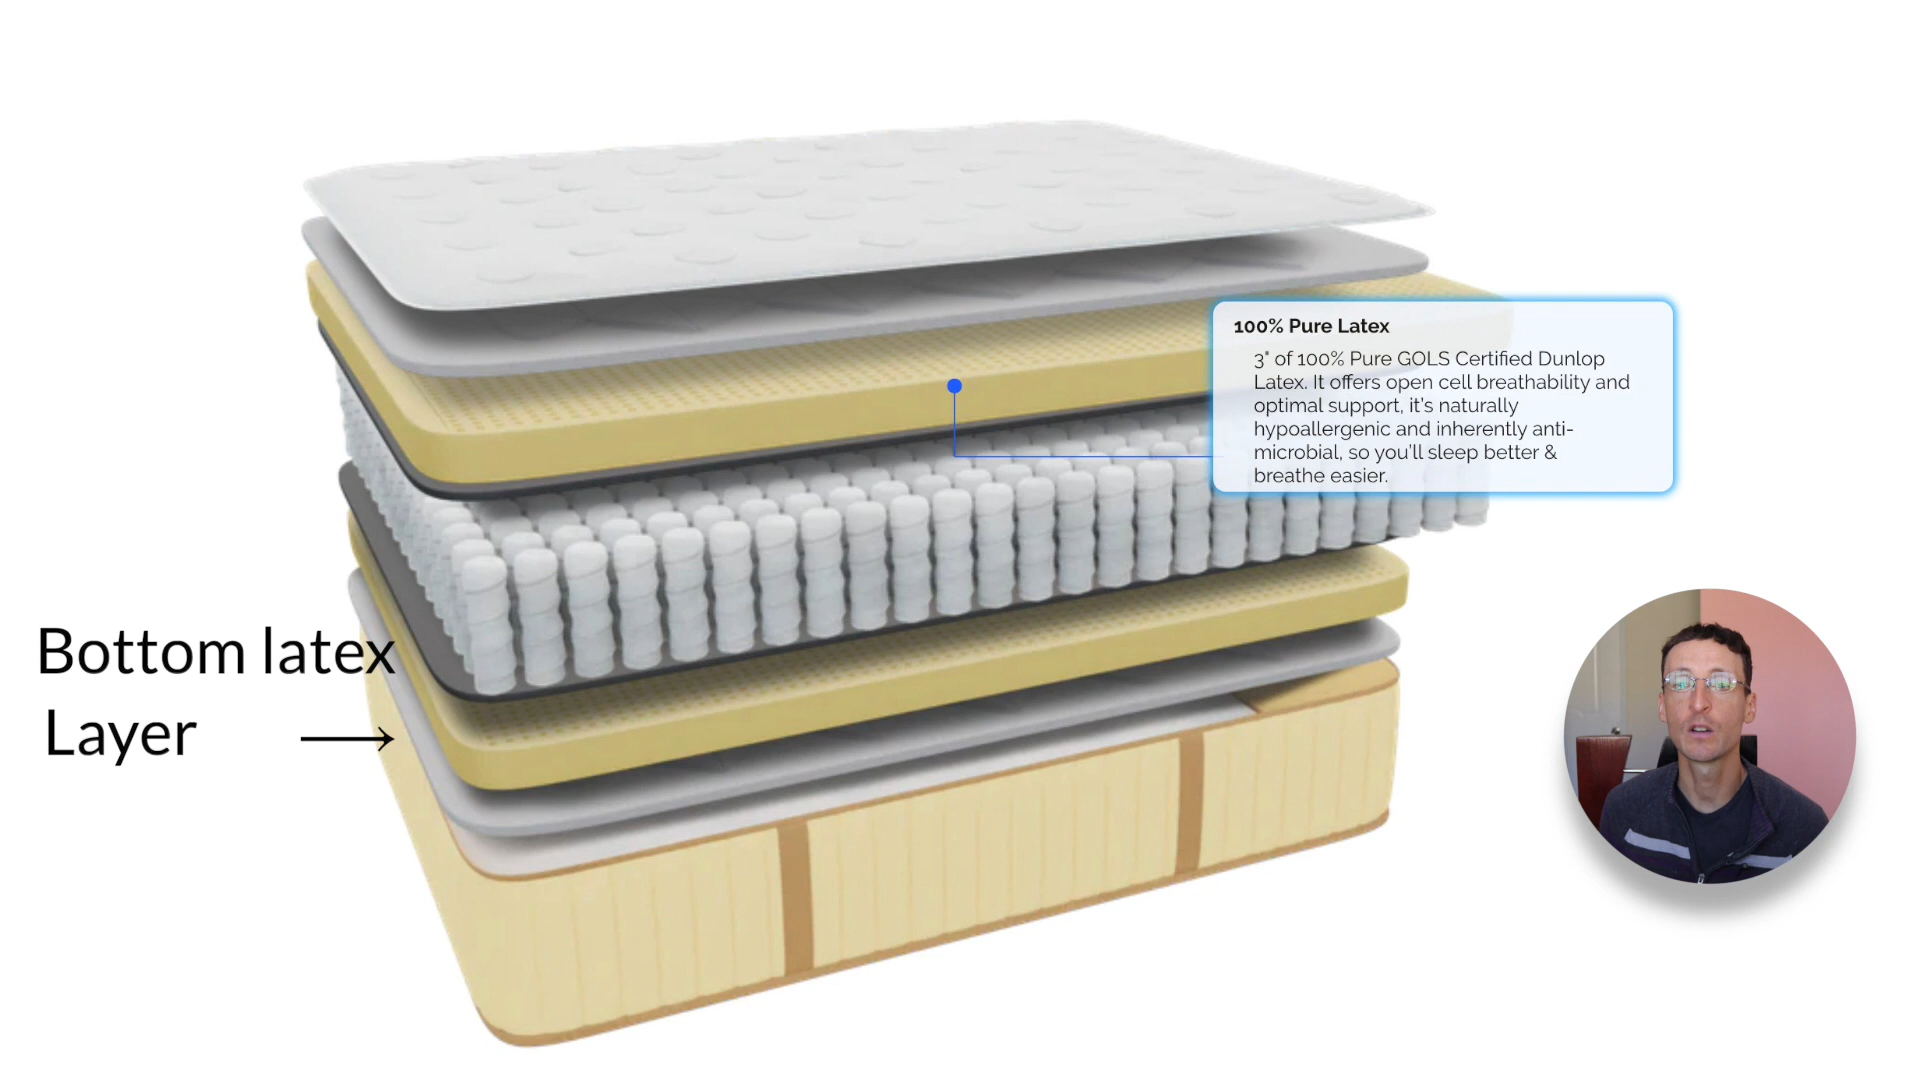 100% Pure Latex
3" of 100% Pure GOLS Certified Dunlop
Latex. It offers open cell breathability and
optimal support, it's naturally
hypoallergenic and inherently anti-
microbial, so you'll sleep better &
breathe easier.
Bottom latex
Layer